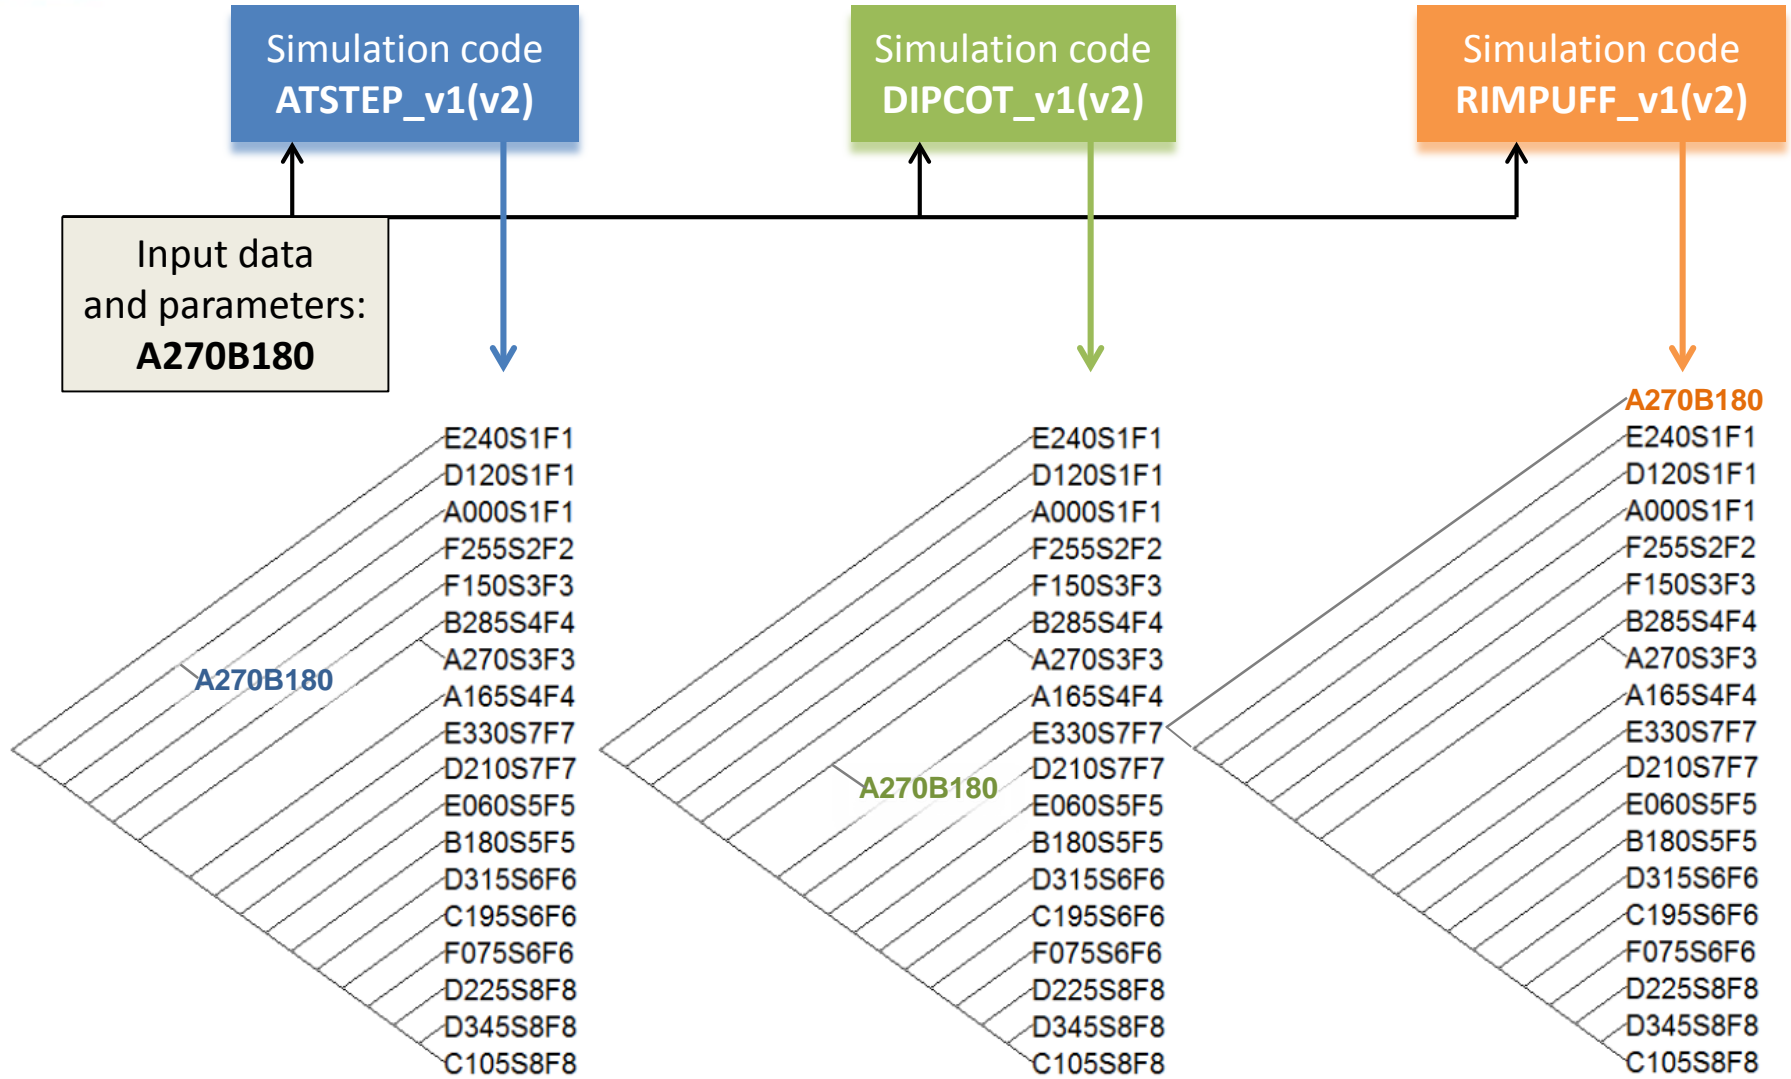 Simulation code
ATSTEP_v1(v2)
Simulation code
DIPCOT_v1(v2)
Simulation code
RIMPUFF_v1(v2)
Input data
and parameters:
A270B180
E240S1F1
D120S1F1
A000S1F1
F255S2F2
F150S3F3
B285S4F4
A270S3F3
A270B180
A165S4F4
E330S7F7
D210S7F7
E060S5F5
B180S5F5
D315S6F6
C195S6F6
F075S6F6
D225S8F8
D345S8F8
C105S8F8
E240S1F1
D120S1F1
A000S1F1
F255S2F2
F150S3F3
B285S4F4
A270S3F3
A165S4F4
E330S7F7
D210S7F7
A270B180
E060S5F5
B180S5F5
D315S6F6
C195S6F6
F075S6F6
D225S8F8
D345S8F8
C105S8F8
A270B180
E240S1F1
D120S1F1
A000S1F1
F255S2F2
F150S3F3
B285S4F4
A270S3F3
A165S4F4
E330S7F7
D210S7F7
E060S5F5
B180S5F5
D315S6F6
C195S6F6
F075S6F6
D225S8F8
D345S8F8
C105S8F8